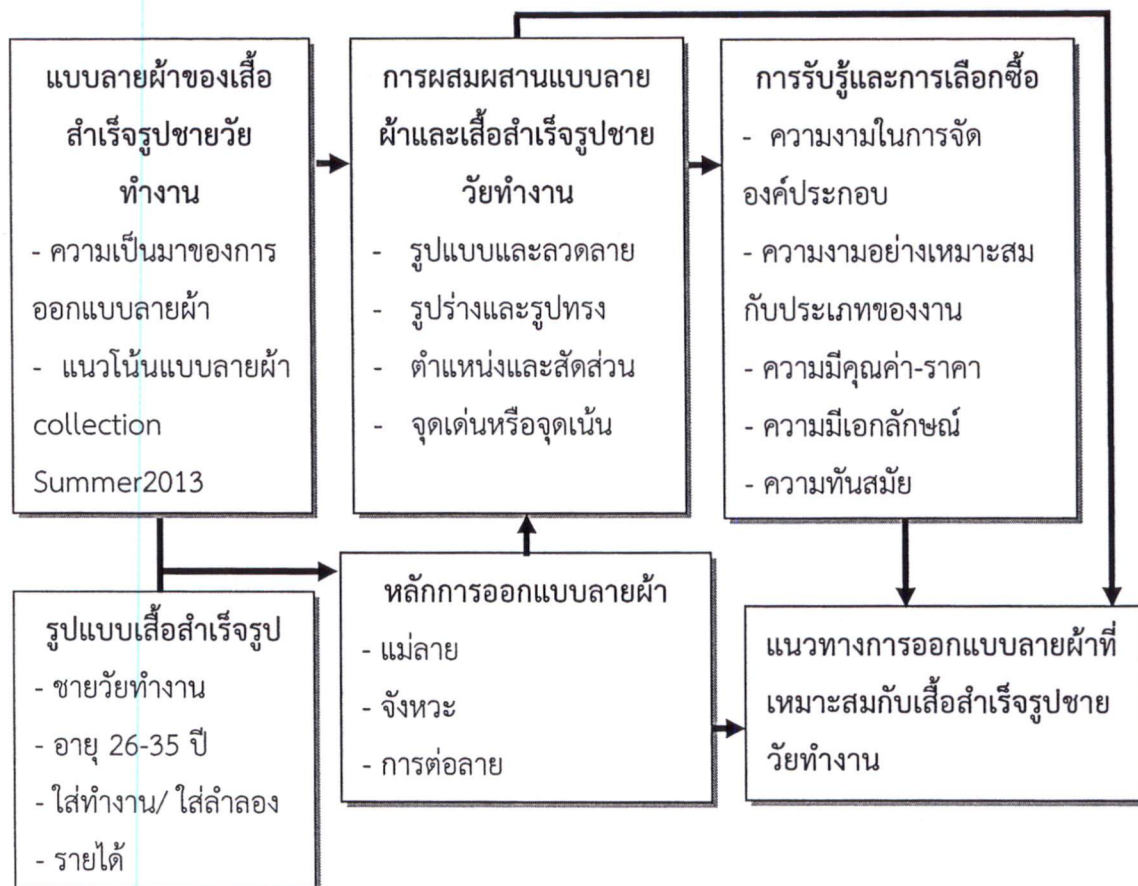 แบบลายผ้าของเสื้อ
สำเร็จรูปชายวัย
ทำงาน
- ความเป็นมาของการ
ออกแบบลายผ้า
- แนวโน้นแบบลายผ้า
collection
Summer2013
การผสมผสานแบบลาย
ผ้าและเสื้อสำเร็จรูปชาย
วัยทำงาน
- รูปแบบและลวดลาย
- รูปร่างและรูปทรง
- ตำแหน่งและสัดส่วน
- จุดเด่นหรือจุดเน้น
การรับรู้และการเลือกซื้อ
- ความงามในการจัด
องค์ประกอบ
- ความงามอย่างเหมาะสม
กับประเภทของงาน
- ความมีคุณค่า-ราคา
- ความมีเอกลักษณ์
- ความทันสมัย
รูปแบบเสื้อสำเร็จรูป
- ชายวัยทำงาน
- อายุ 26-35 ปี
- ใส่ทำงาน/ ใส่ลำลอง
- รายได้
หลักการออกแบบลายผ้า
- แม่ลาย
- จังหวะ
- การต่อลาย
แนวทางการออกแบบลายผ้าที่
เหมาะสมกับเสื้อสำเร็จรูปชาย
วัยทำงาน